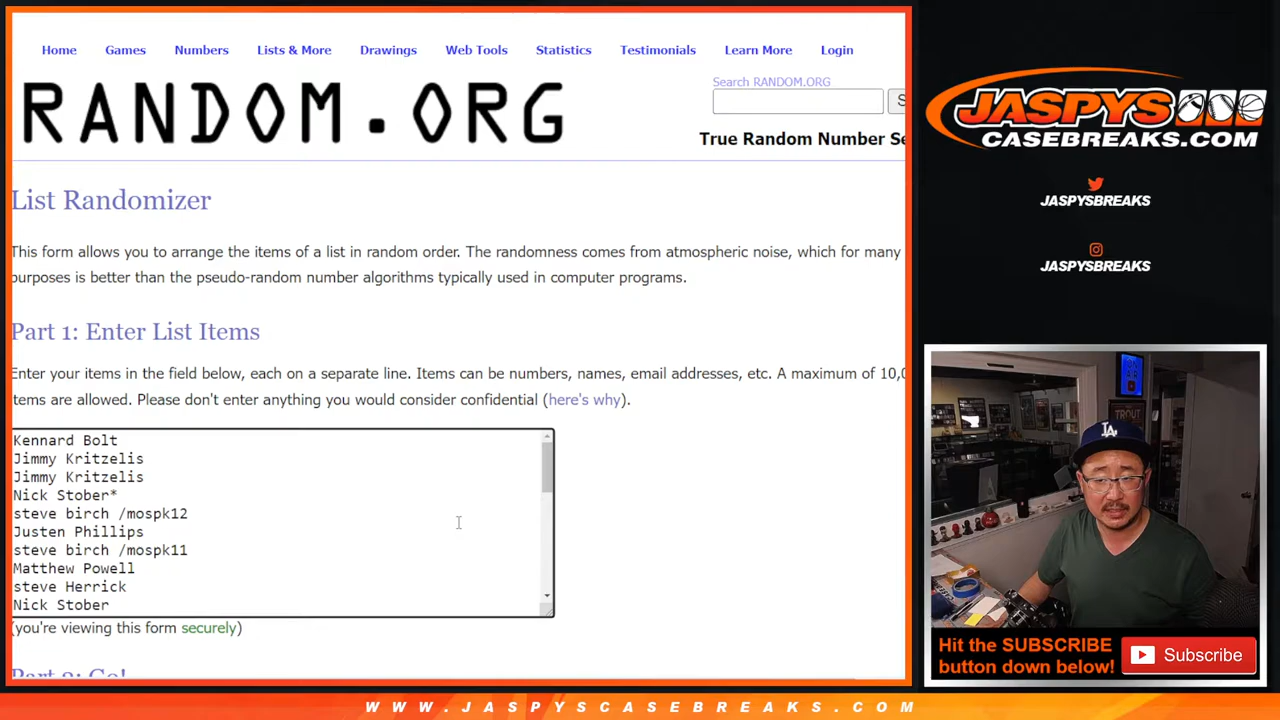 Home Games Numbers Lists & More Drawings Web Tools Statistics Testimonials Learn More Login
RANDOM.ORG
Search RANDOM.ORG
True Random Number Se
List Randomizer
This form allows you to arrange the items of a list in random order. The randomness comes from atmospheric noise, which for many
purposes is better than the pseudo-random number algorithms typically used in computer programs.
Part 1: Enter List Items
Enter your items in the field below, each on a separate line. Items can be numbers, names, email addresses, etc. A maximum of 10,0
items are allowed. Please don't enter anything you would consider confidential (here's why).
Kennard Bolt
Jimmy Kritzelis
Jimmy Kritzelis
Nick Stober*
steve birch /mospk12
Justen Phillips
steve birch /mospk11
Matthew Powell
steve Herrick
Nick Stober
(you're viewing this form securely)
Part 2: Go!
JASPYS
CASEBREAKS.COM
JASPYSBREAKS
JASPYSBREAKS
TROUT
LA
Hit the SUBSCRIBE
button down below!
Subscribe
WWW.JASPYSCASEBREAKS.COM